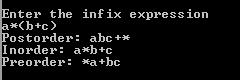 Enter the infix expression
a*(b+c)
Postorder: abc+*
Inorder: a*b+c
Preorder: *a+bc